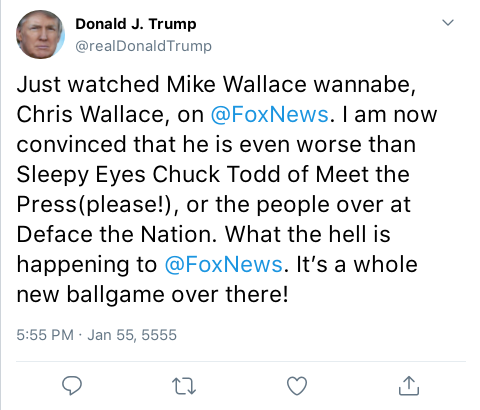 Donald J. Trump
@realDonaldTrump
Just watched Mike Wallace wannabe,
Chris Wallace, on @FoxNews. I am now
convinced that he is even worse than
Sleepy Eyes Chuck Todd of Meet the
Press(please!), or the people over at
Deface the Nation. What the hell is
happening to @FoxNews. It’s a whole
new ballgame over there!
5:55 PM · Jan 55, 5555